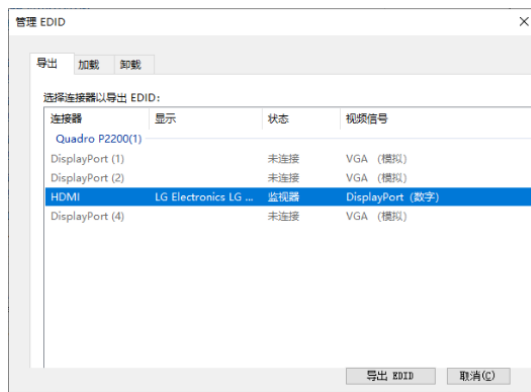 管理 EDID
导出 加载 卸载
选择连接器以导出 EDID:
连接器 显示 状态 视频信号
Quadro P2200(1)
DisplayPort (1) 未连接 VGA (模拟)
DisplayPort (2) 未连接 VGA (模拟)
HDMI LG Electronics LG ... 监视器 DisplayPort (数字)
DisplayPort (4) 未连接 VGA (模拟)
导出 EDID 取消(C)